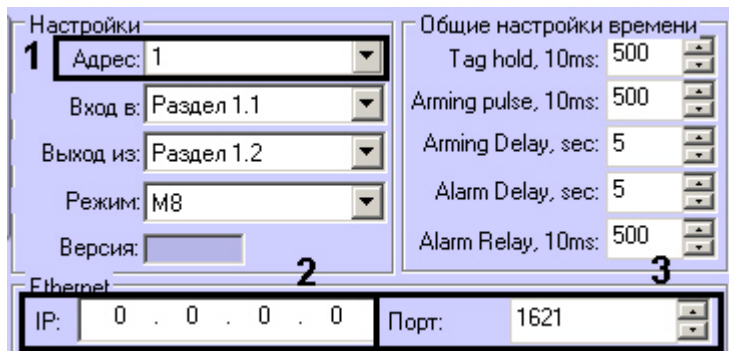 Настройки
1 Адрес: 1
Вход в: Раздел 1.1
Выход из: Раздел 1.2
Режим: M8
Версия:
Общие настройки времени
Tag hold, 10ms: 500
Arming pulse, 10ms: 500
Arming Delay, sec: 5
Alarm Delay, sec: 5
Alarm Relay, 10ms: 500
2 3
Ethernet
IP: 0 . 0 . 0 . 0 Порт: 1621